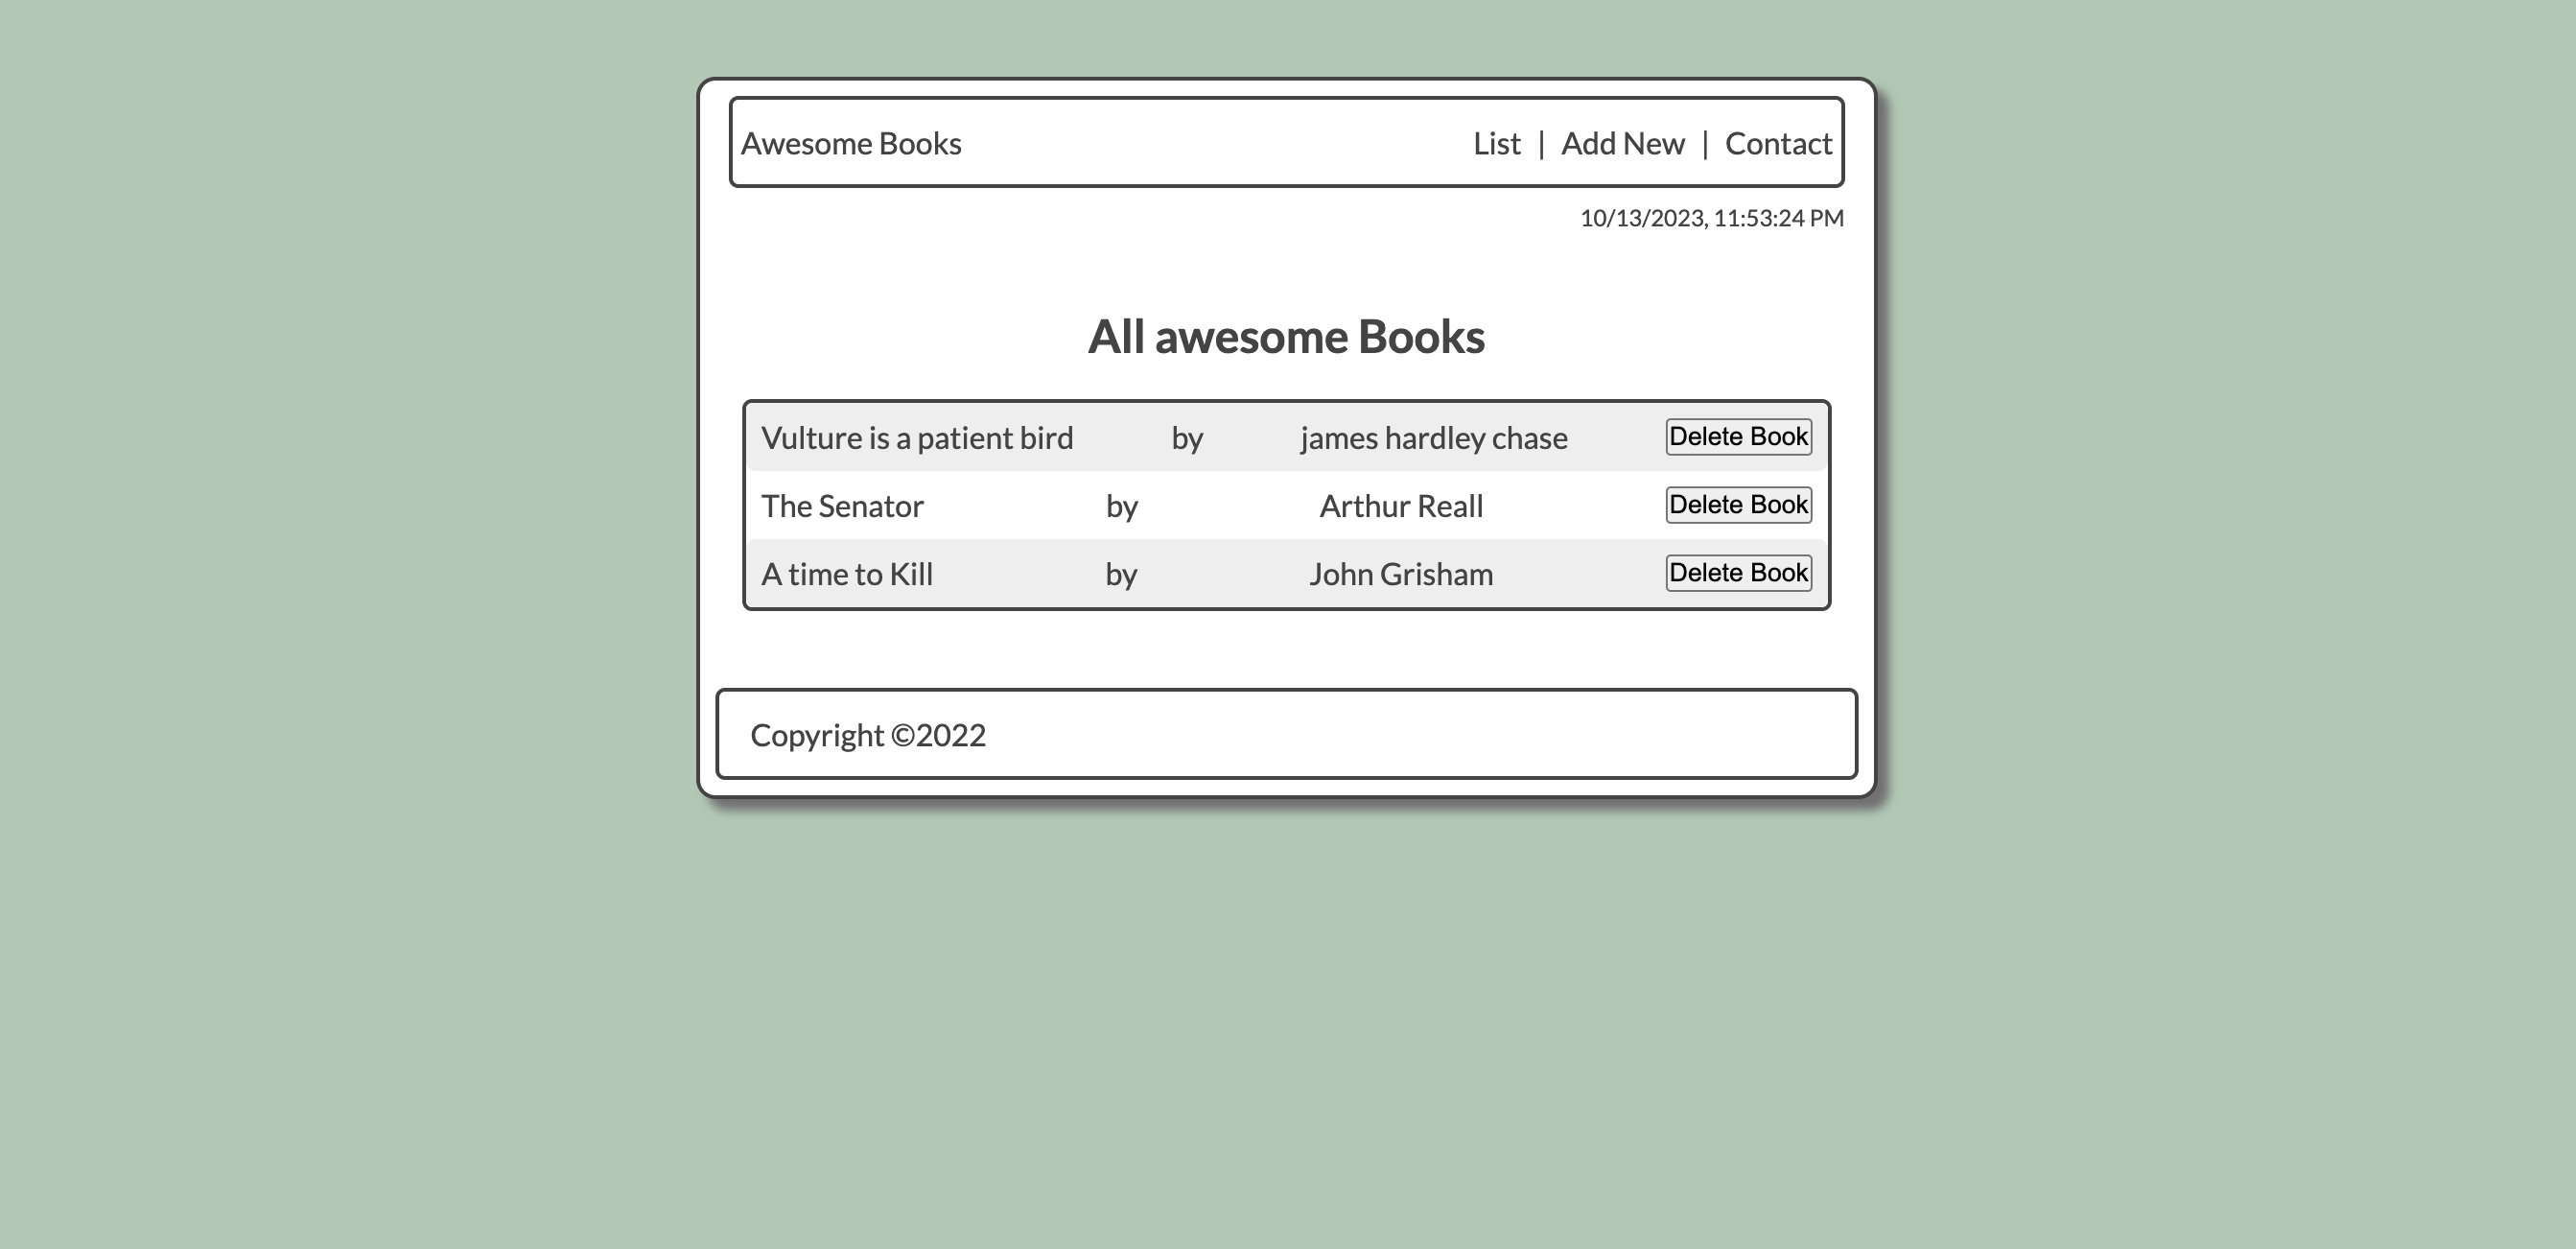 Awesome Books List | Add New | Contact
10/13/2023, 11:53:24 PM
All awesome Books
Vulture is a patient bird by james hardley chase Delete Book
The Senator by Arthur Reall Delete Book
A time to Kill by John Grisham Delete Book
Copyright ©2022